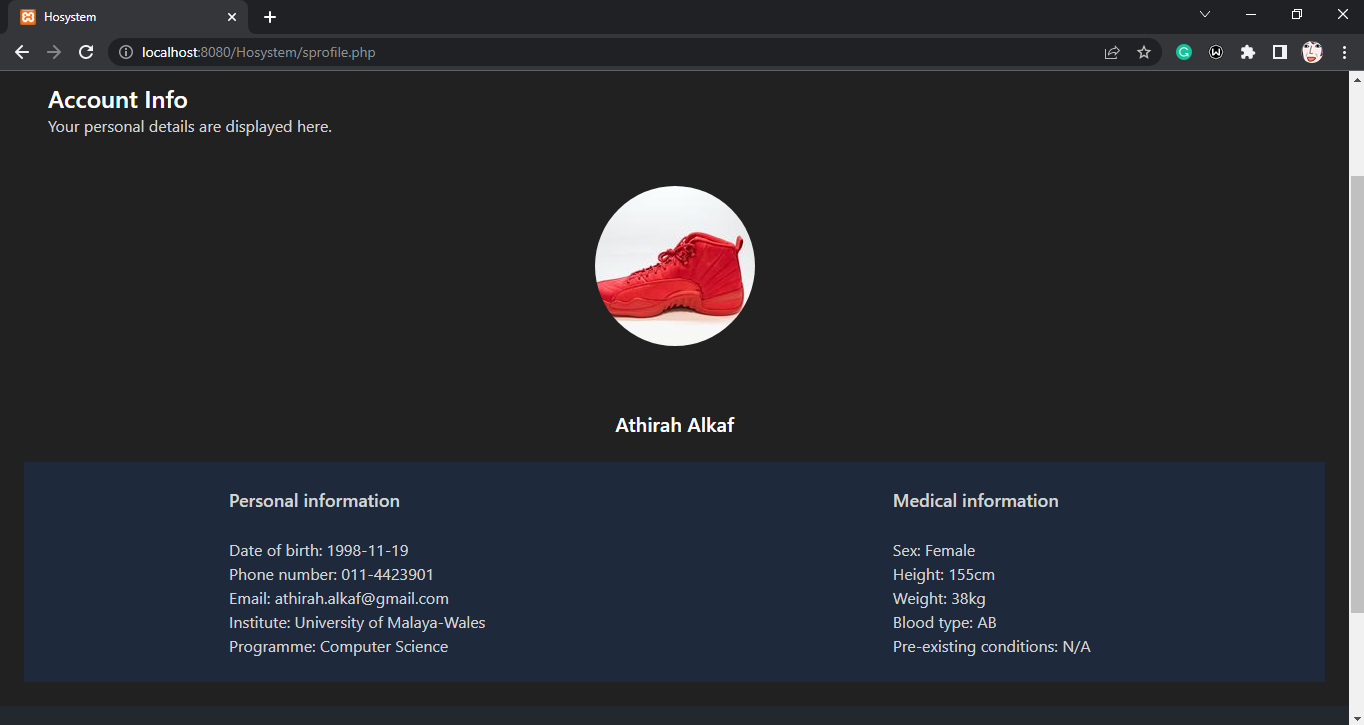 Hosystem
localhost:8080/Hosystem/sprofile.php
Account Info
Your personal details are displayed here.
Athirah Alkaf
Personal information
Date of birth: 1998-11-19
Phone number: 011-4423901
Email: athirah.alkaf@gmail.com
Institute: University of Malaya-Wales
Programme: Computer Science
Medical information
Sex: Female
Height: 155cm
Weight: 38kg
Blood type: AB
Pre-existing conditions: N/A